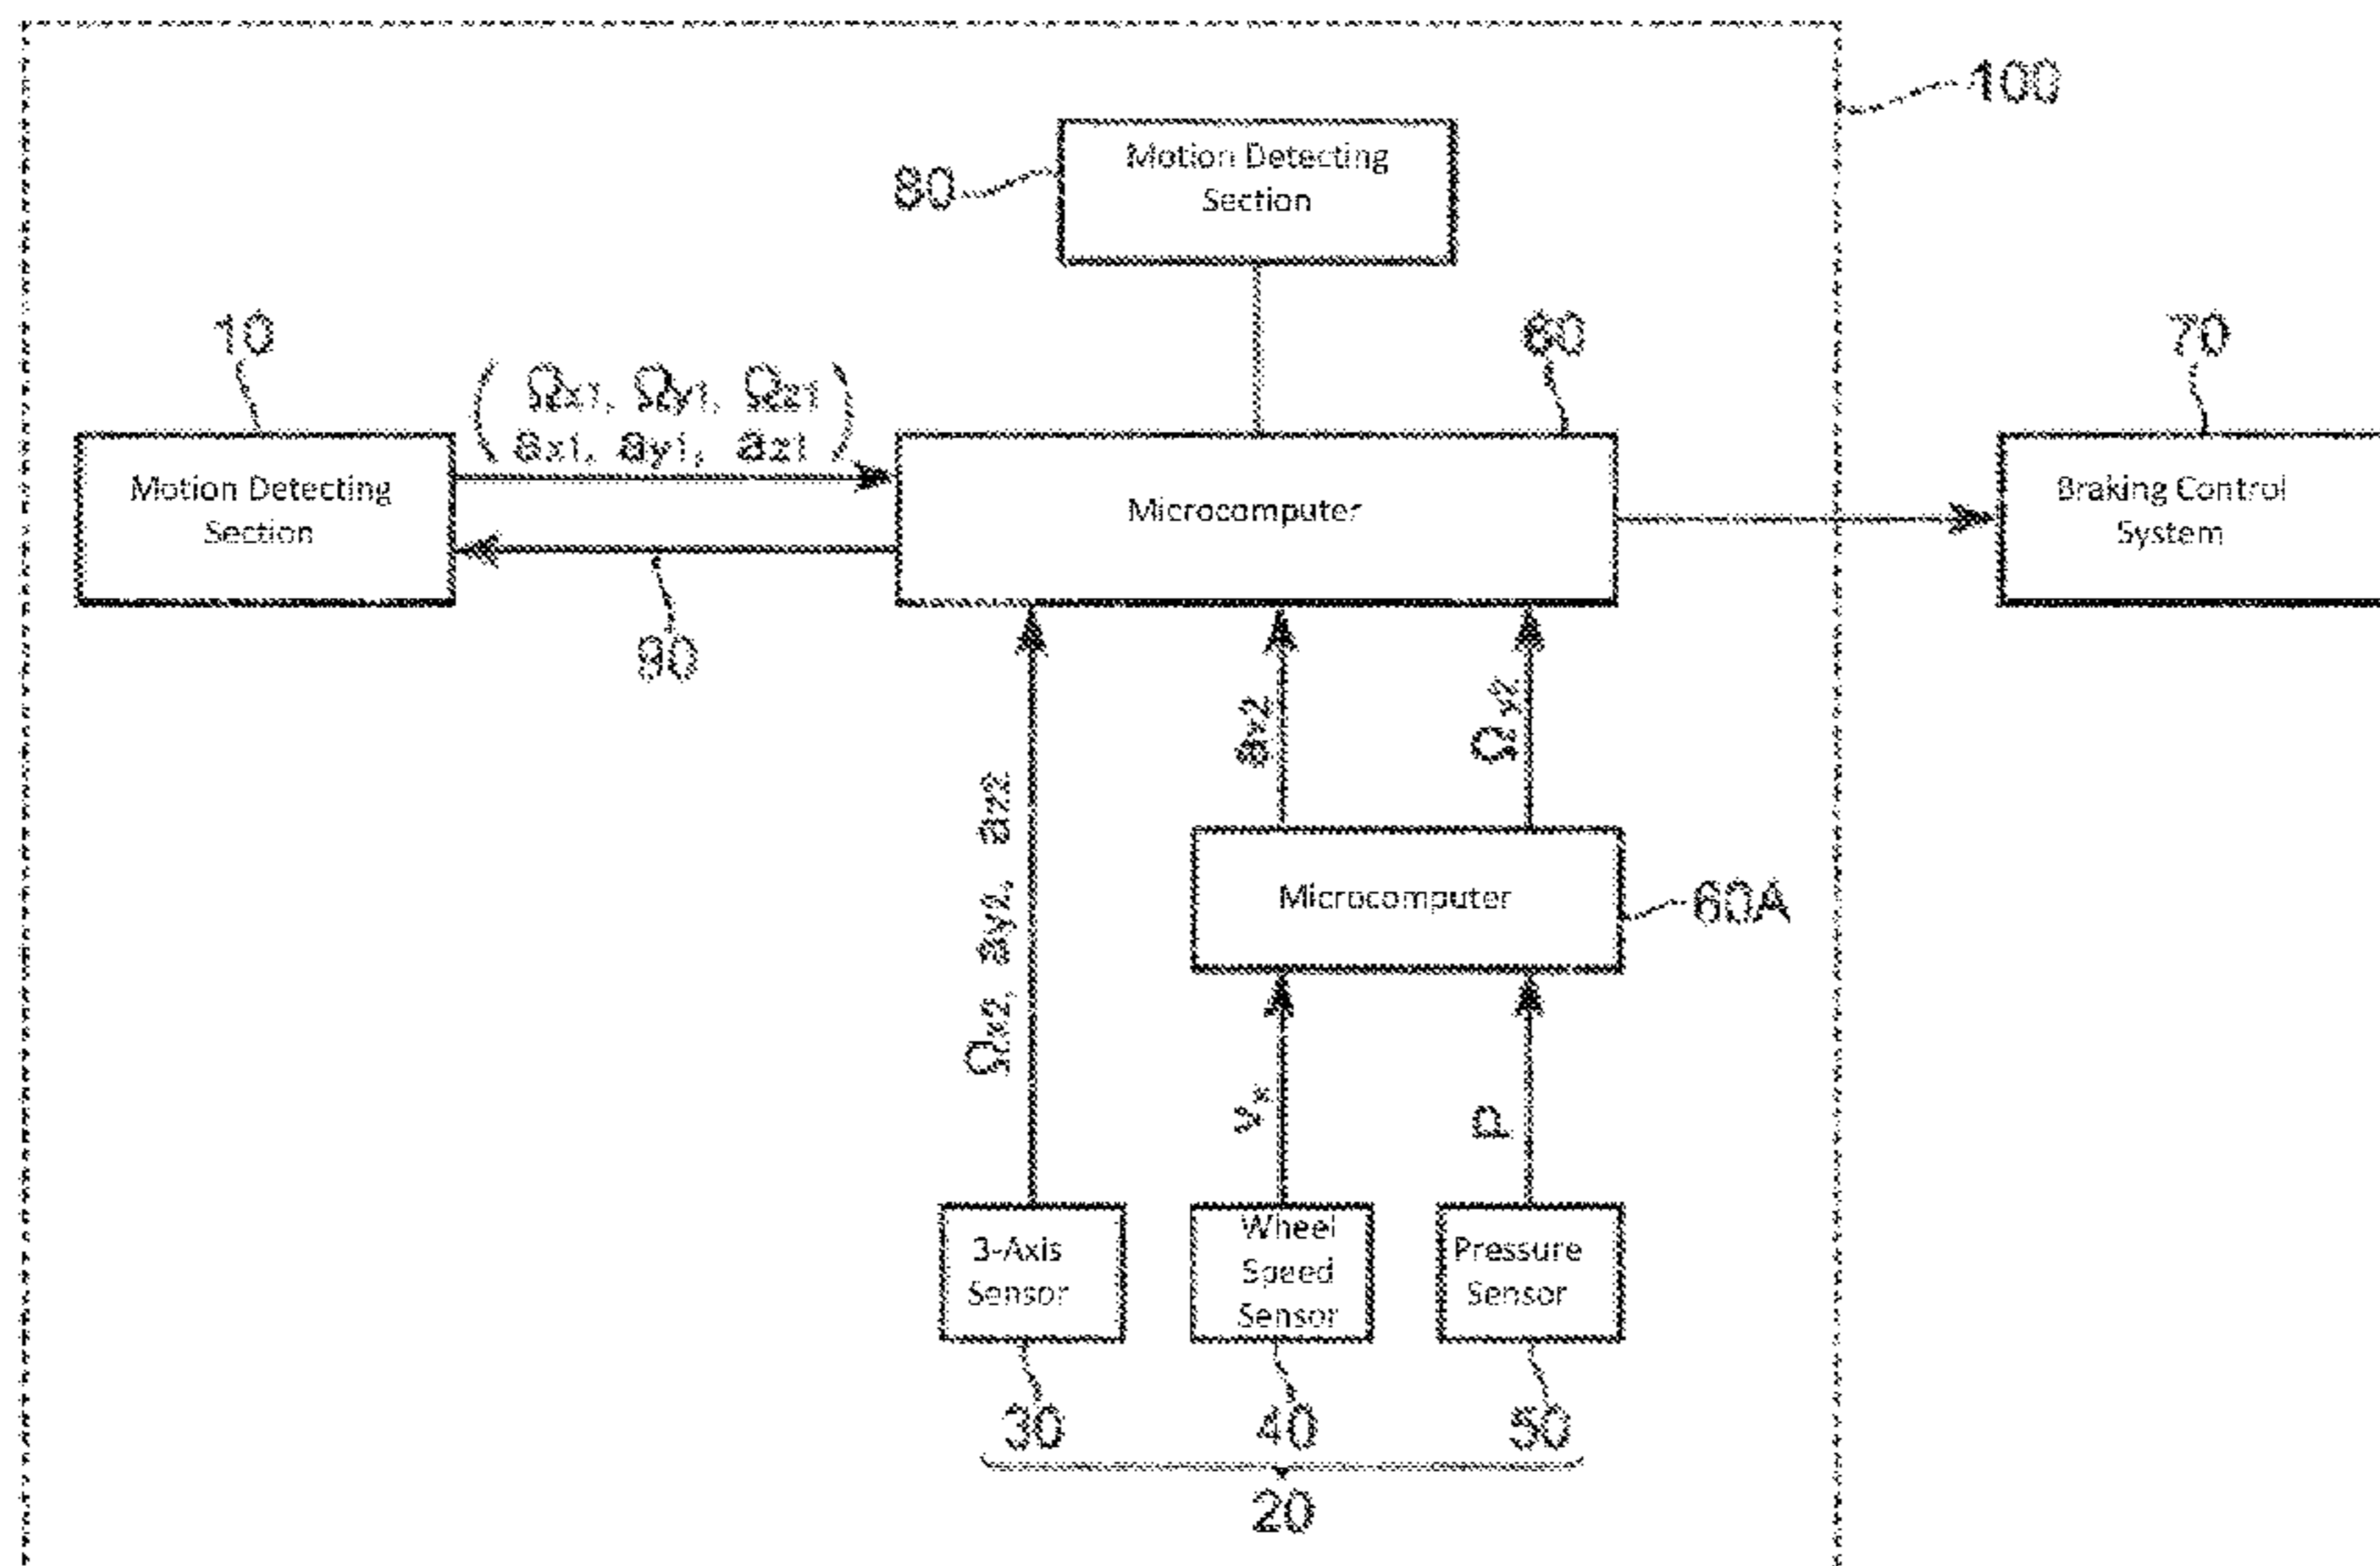 100
Motion Detecting
Section
80
10
60
70
Ωx1, Ωy1, Ωz1
ax1, ay1, az1
Motion Detecting
Section
Microcomputer
Braking Control
System
90
Ωx2, ay2, az2
ax2
Ωy2
Microcomputer
60A
Vx
P
3-Axis
Sensor
Wheel
Speed
Sensor
Pressure
Sensor
30
40
50
20